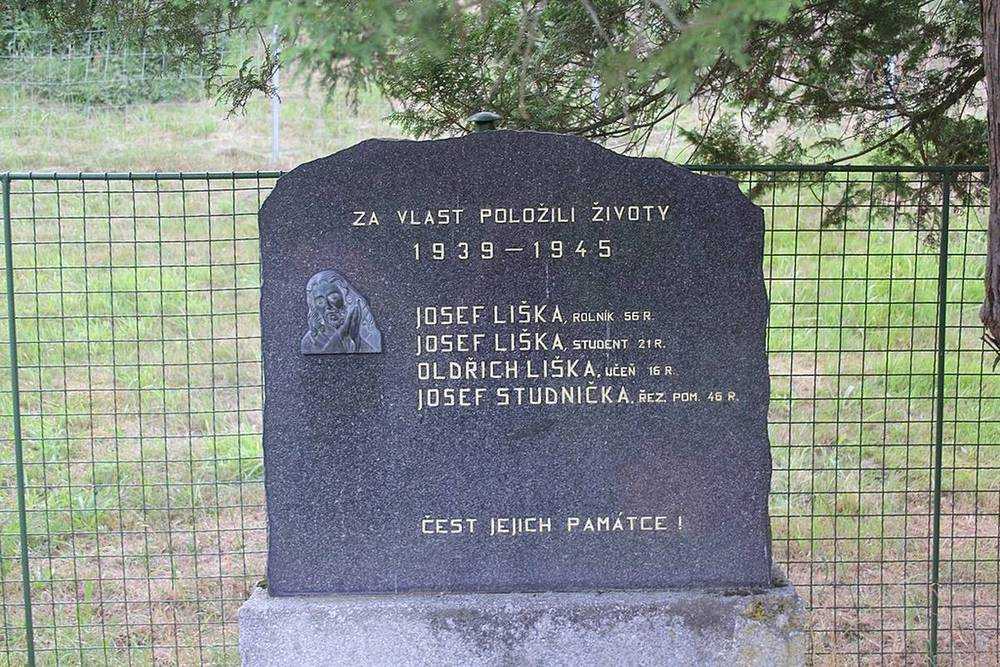 ZA VLAST POLOŽILI ŽIVOTY
1939 – 1945
JOSEF LIŠKA, ROLNÍK 56 R.
JOSEF LIŠKA, STUDENT 21 R.
OLDŘICH LIŠKA, UČEŇ 16 R.
JOSEF STUDNIČKA, ŘEZ. POM. 46 R.
ČEST JEJICH PAMÁTCE !